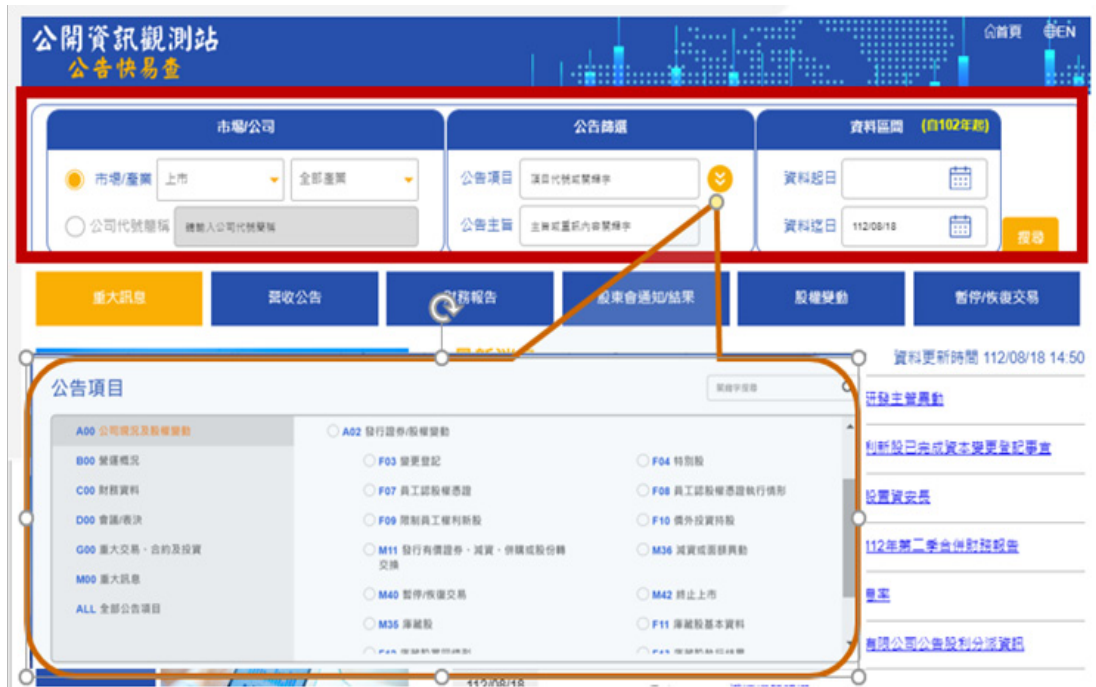 公開資訊觀測站
公告快易查
首頁 EN
市場/公司
公告篩選
資料區間 (自102年起)
市場/產業 上市 全部產業
公告項目 項目代號或關鍵字
資料起日
公司代號簡稱 請輸入公司代號簡稱
公告主旨 主旨或重訊內容關鍵字
資料迄日 112/08/18
搜尋
重大訊息 營收公告 財務報告 股東會通知/結果 股權變動 暫停/恢復交易
資料更新時間 112/08/18 14:50
公告項目
關鍵字搜尋
研發主管異動
A00 公司現況及股權變動
A02 發行證券/股權變動
B00 營運概況
F03 變更登記
F04 特別股
利新股已完成資本變更登記事宜
C00 財務資料
F07 員工認股權憑證
F08 員工認股權憑證執行情形
設置資安長
D00 會議/表決
F09 限制員工權利新股
F10 僑外投資持股
G00 重大交易、合約及投資
M11 發行有價證券、減資、併購或股份轉
交換
M36 減資或面額異動
112年第二季合併財務報告
M00 重大訊息
M40 暫停/恢復交易
M42 終止上市
ALL 全部公告項目
M35 庫藏股
F11 庫藏股基本資料
有限公司公告股利分派資訊
112/08/18